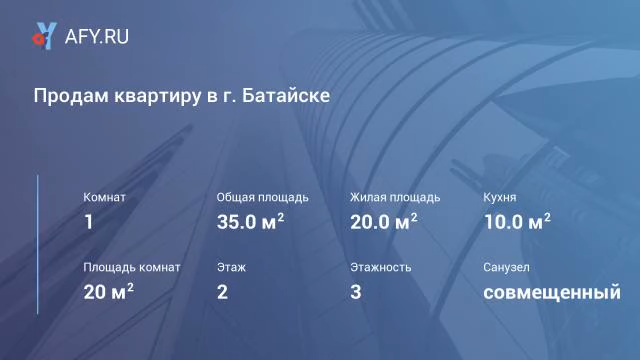 AFY.RU
Продам квартиру в г. Батайске
Комнат Общая площадь Жилая площадь Кухня
1 35.0 м² 20.0 м² 10.0 м²
Площадь комнат Этаж Этажность Санузел
20 м² 2 3 совмещенный